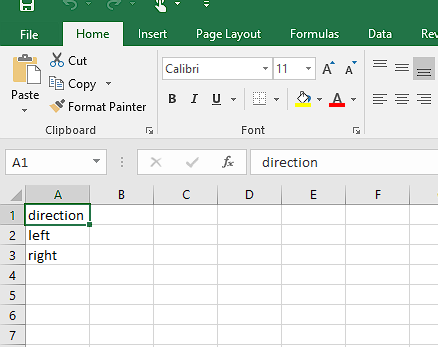 File Home Insert Page Layout Formulas Data Rev
Paste
Cut
Copy
Format Painter
Clipboard
Calibri 11 A A
B I U A
Font
A1 fx direction
A B C D E F
1 direction
2 left
3 right
4
5
6
7